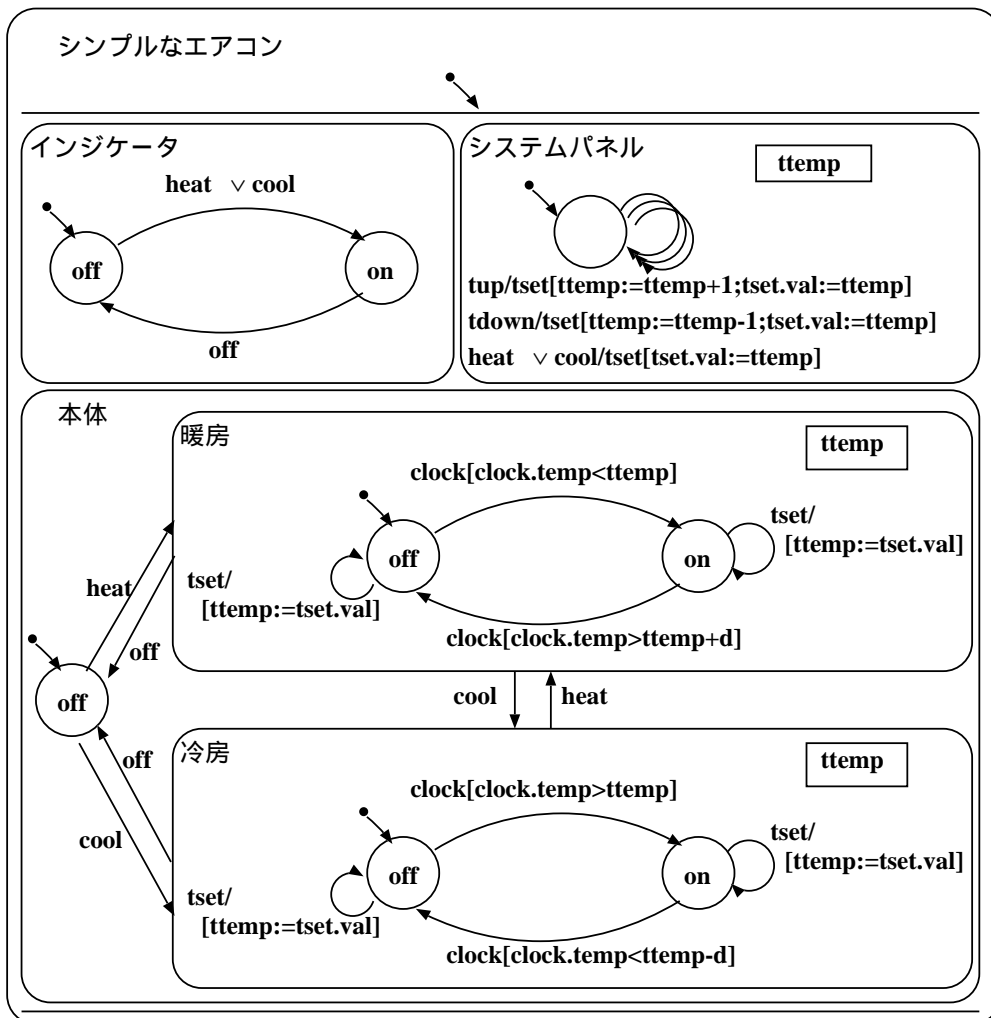 シンプルなエアコン
インジケータ
heat ∨ cool
off
on
off
システムパネル
ttemp
tup/tset[ttemp:=ttemp+1;tset.val:=ttemp]
tdown/tset[ttemp:=ttemp-1;tset.val:=ttemp]
heat ∨ cool/tset[tset.val:=ttemp]
本体
off
heat
off
off
cool
暖房
ttemp
clock[clock.temp<ttemp]
off
on
tset/
[ttemp:=tset.val]
tset/
[ttemp:=tset.val]
clock[clock.temp>ttemp+d]
cool
heat
冷房
ttemp
clock[clock.temp>ttemp]
off
on
tset/
[ttemp:=tset.val]
tset/
[ttemp:=tset.val]
clock[clock.temp<ttemp-d]